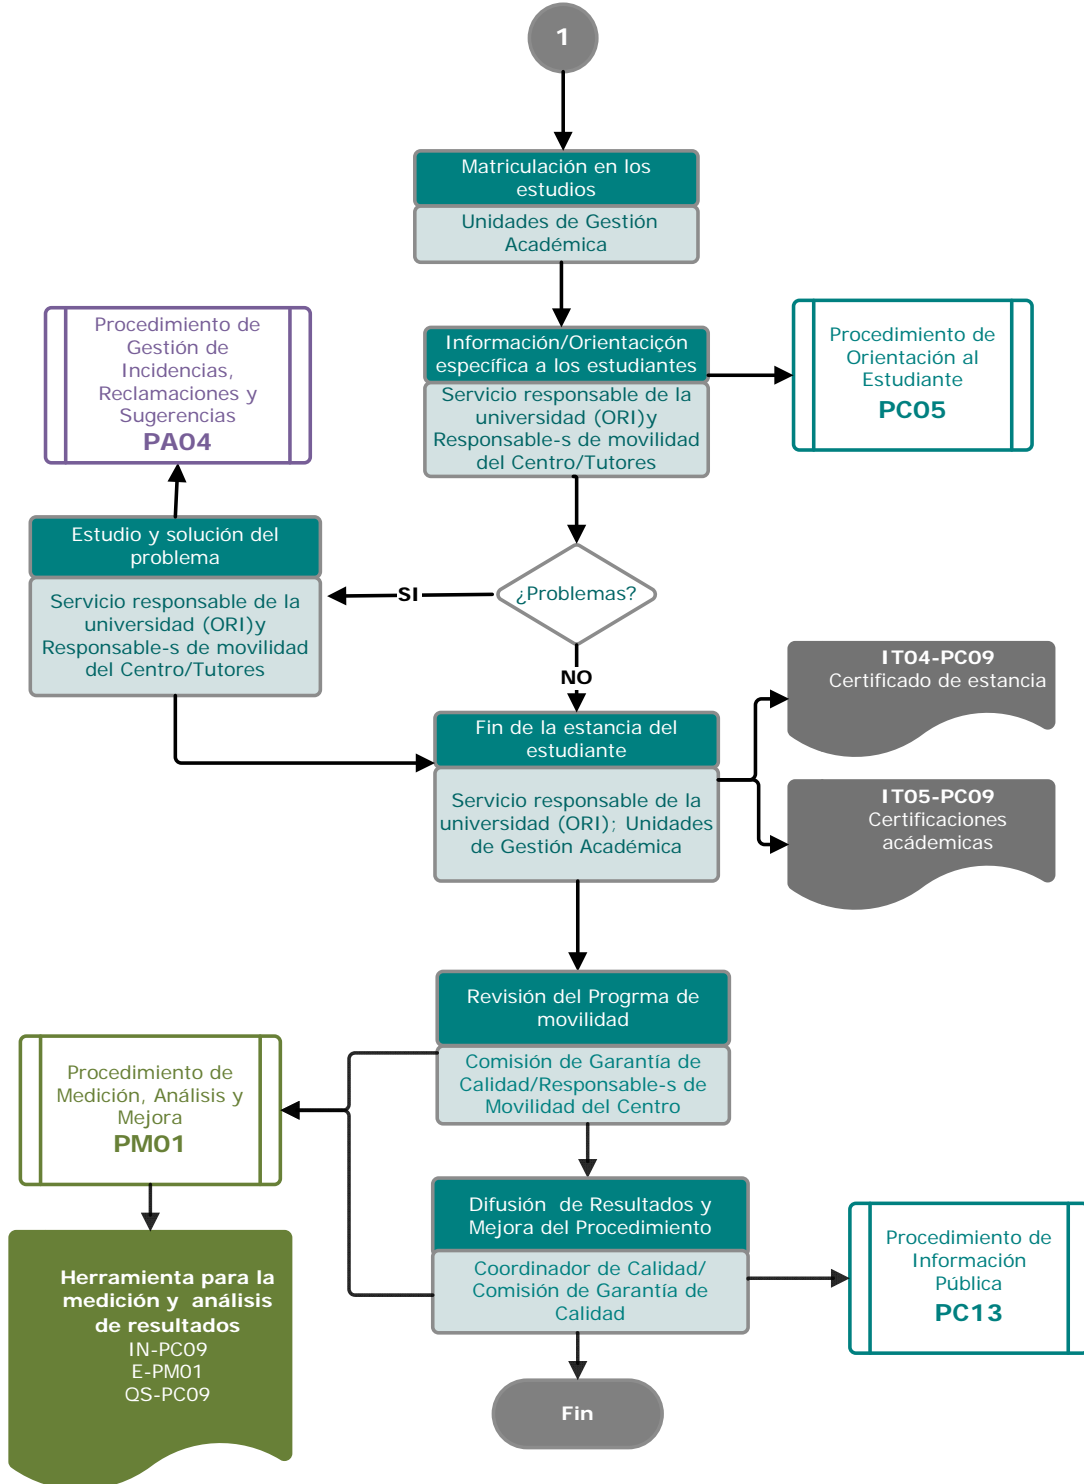 1
Matriculación en los
estudios
Unidades de Gestión
Académica
Información/Orientaciçón
específica a los estudiantes
Servicio responsable de la
universidad (ORI)y
Responsable-s de movilidad
del Centro/Tutores
Procedimiento de
Orientación al
Estudiante
PC05
Procedimiento de
Gestión de
Incidencias,
Reclamaciones y
Sugerencias
PA04
Estudio y solución del
problema
Servicio responsable de la
universidad (ORI)y
Responsable-s de movilidad
del Centro/Tutores
SI
¿Problemas?
NO
Fin de la estancia del
estudiante
Servicio responsable de la
universidad (ORI); Unidades
de Gestión Académica
IT04-PC09
Certificado de estancia
IT05-PC09
Certificaciones
acádemicas
Revisión del Progrma de
movilidad
Comisión de Garantía de
Calidad/Responsable-s de
Movilidad del Centro
Procedimiento de
Medición, Análisis y
Mejora
PM01
Difusión  de Resultados y
Mejora del Procedimiento
Coordinador de Calidad/
Comisión de Garantía de
Calidad
Procedimiento de
Información
Pública
PC13
Herramienta para la
medición y  análisis
de resultados
IN-PC09
E-PM01
QS-PC09
Fin